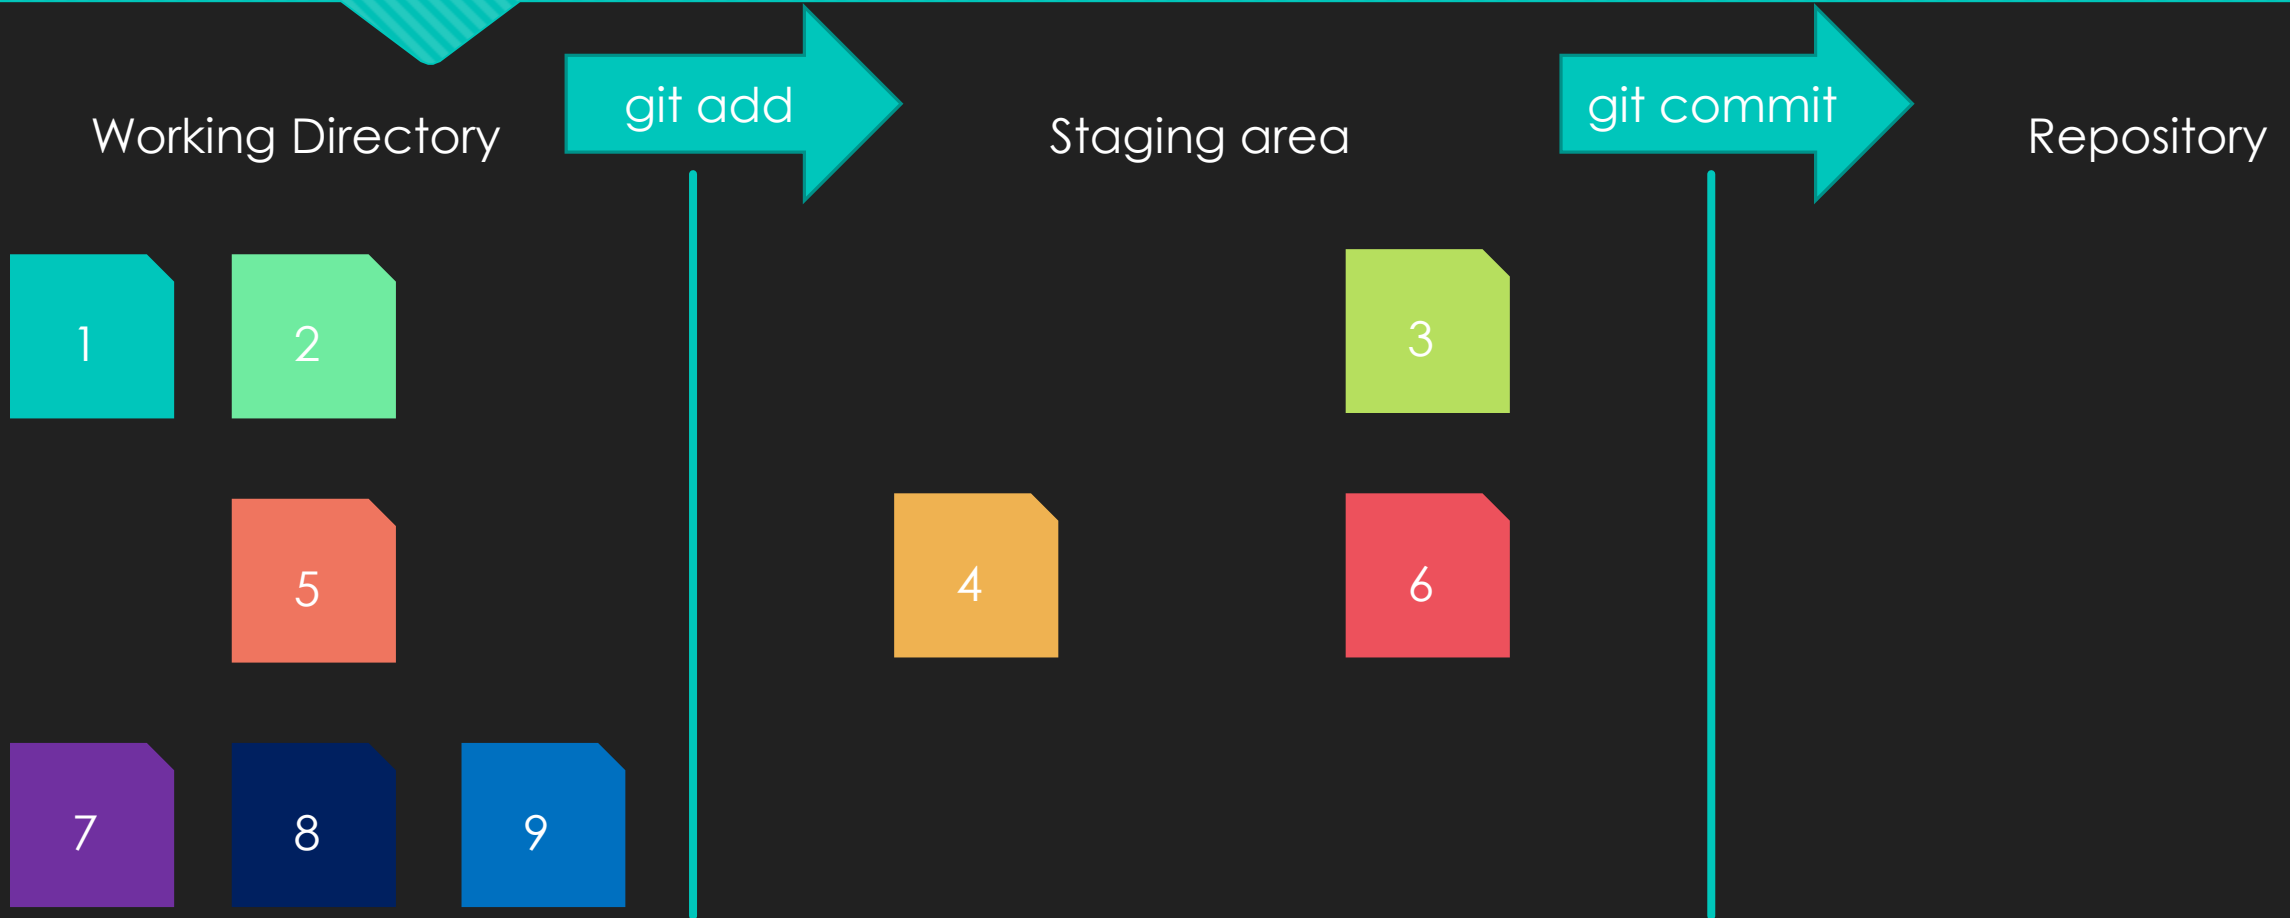 Working Directory
git add
Staging area
git commit
Repository
1
2
3
5
4
6
7
8
9